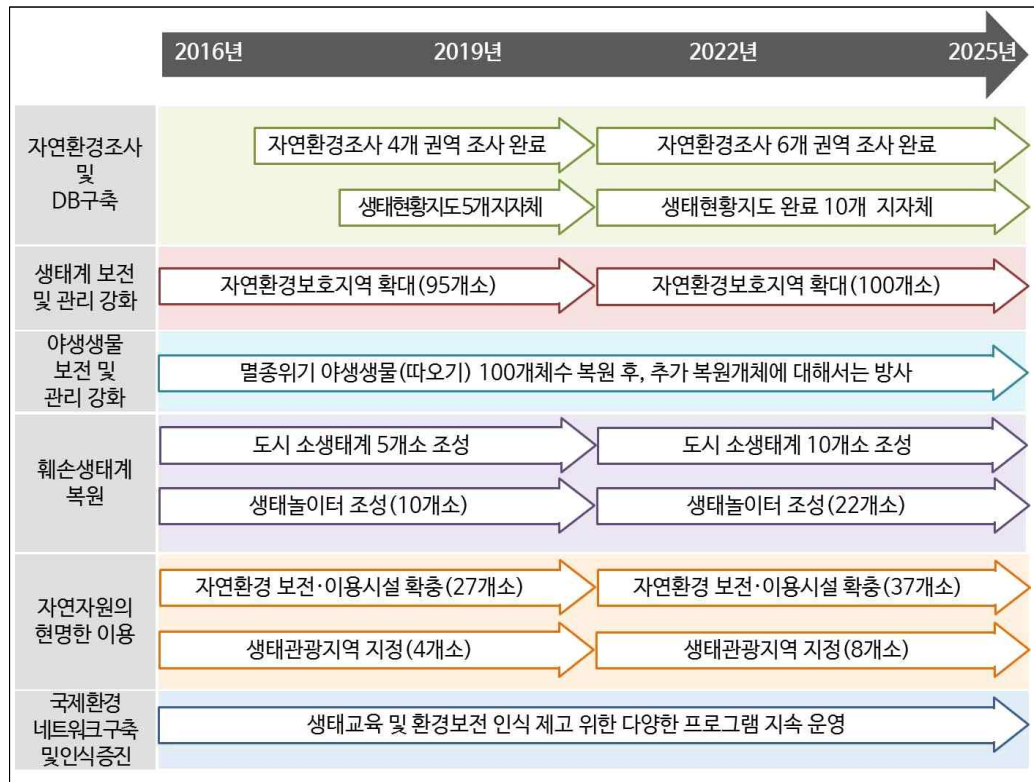 2016년 2019년 2022년 2025년
자연환경조사
및
DB구축
자연환경조사 4개 권역 조사 완료
자연환경조사 6개 권역 조사 완료
생태현황지도5개지자체
생태현황지도 완료 10개 지자체
생태계 보전
및 관리 강화
자연환경보호지역 확대(95개소)
자연환경보호지역 확대(100개소)
야생생물
보전 및
관리 강화
멸종위기 야생생물(따오기) 100개체수 복원 후, 추가 복원개체에 대해서는 방사
훼손생태계
복원
도시 소생태계 5개소 조성
도시 소생태계 10개소 조성
생태놀이터 조성(10개소)
생태놀이터 조성(22개소)
자연자원의
현명한 이용
자연환경 보전·이용시설 확충(27개소)
자연환경 보전·이용시설 확충(37개소)
생태관광지역 지정(4개소)
생태관광지역 지정(8개소)
국제환경
네트워크구축
및인식증진
생태교육 및 환경보전 인식 제고 위한 다양한 프로그램 지속 운영